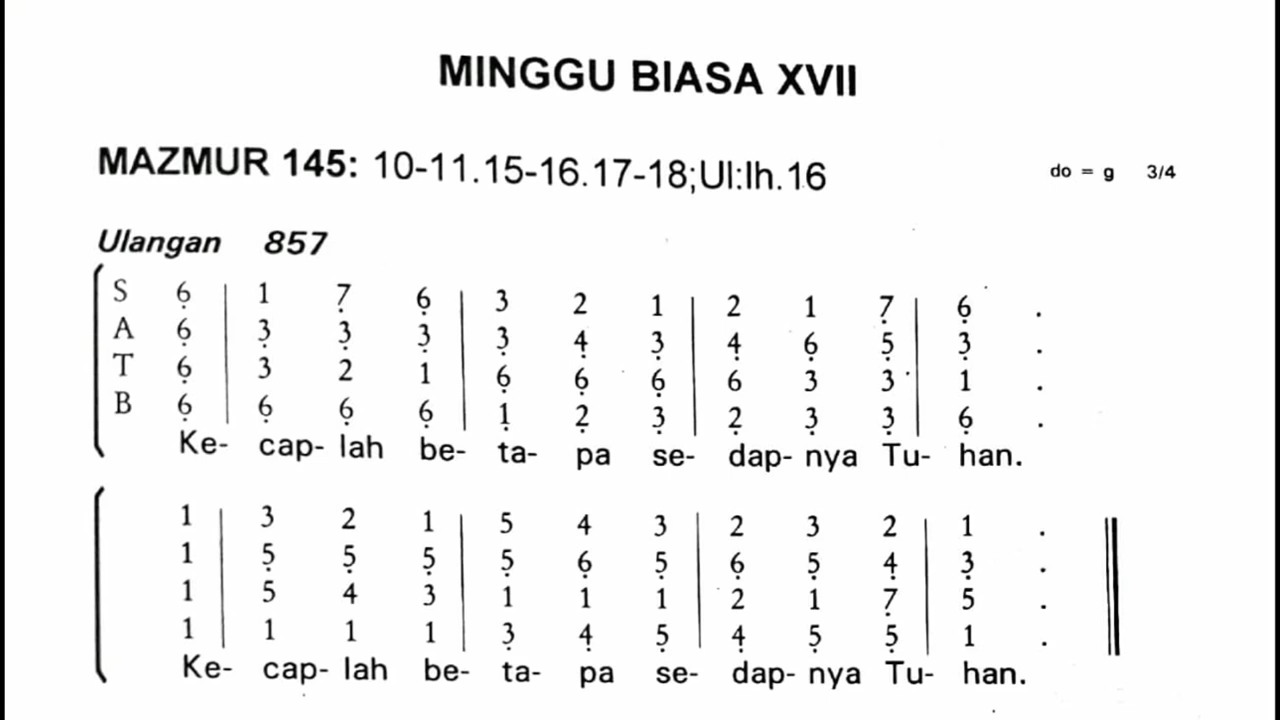 MINGGU BIASA XVII
MAZMUR 145: 10-11.15-16.17-18;Ul:lh.16 do = g 3/4
Ulangan 857
S 6̣ | 1 7̣ 6̣ | 3 2 1 | 2 1 7̣ | 6̣ .
A 6̣ | 3̣ 3̣ 3̣ | 3̣ 4̣ 3̣ | 4̣ 6̣ 5̣ | 3̣ .
T 6̣ | 3 2 1 | 6̣ 6̣ 6̣ | 6 3 3 | 1 .
B 6̣ | 6̣ 6̣ 6̣ | 1̣ 2̣ 3̣ | 2̣ 3̣ 3̣ | 6̣ .
Ke- cap- lah be- ta- pa se- dap- nya Tu- han.
1 | 3 2 1 | 5 4 3 | 2 3 2 | 1 . ||
1 | 5̣ 5̣ 5̣ | 5̣ 6̣ 5̣ | 6̣ 5̣ 4̣ | 3̣ . ||
1 | 5 4 3 | 1 1 1 | 2 1 7̣ | 5 . ||
1 | 1 1 1 | 3̣ 4̣ 5̣ | 4̣ 5̣ 5̣ | 1 . ||
Ke- cap- lah be- ta- pa se- dap- nya Tu- han.